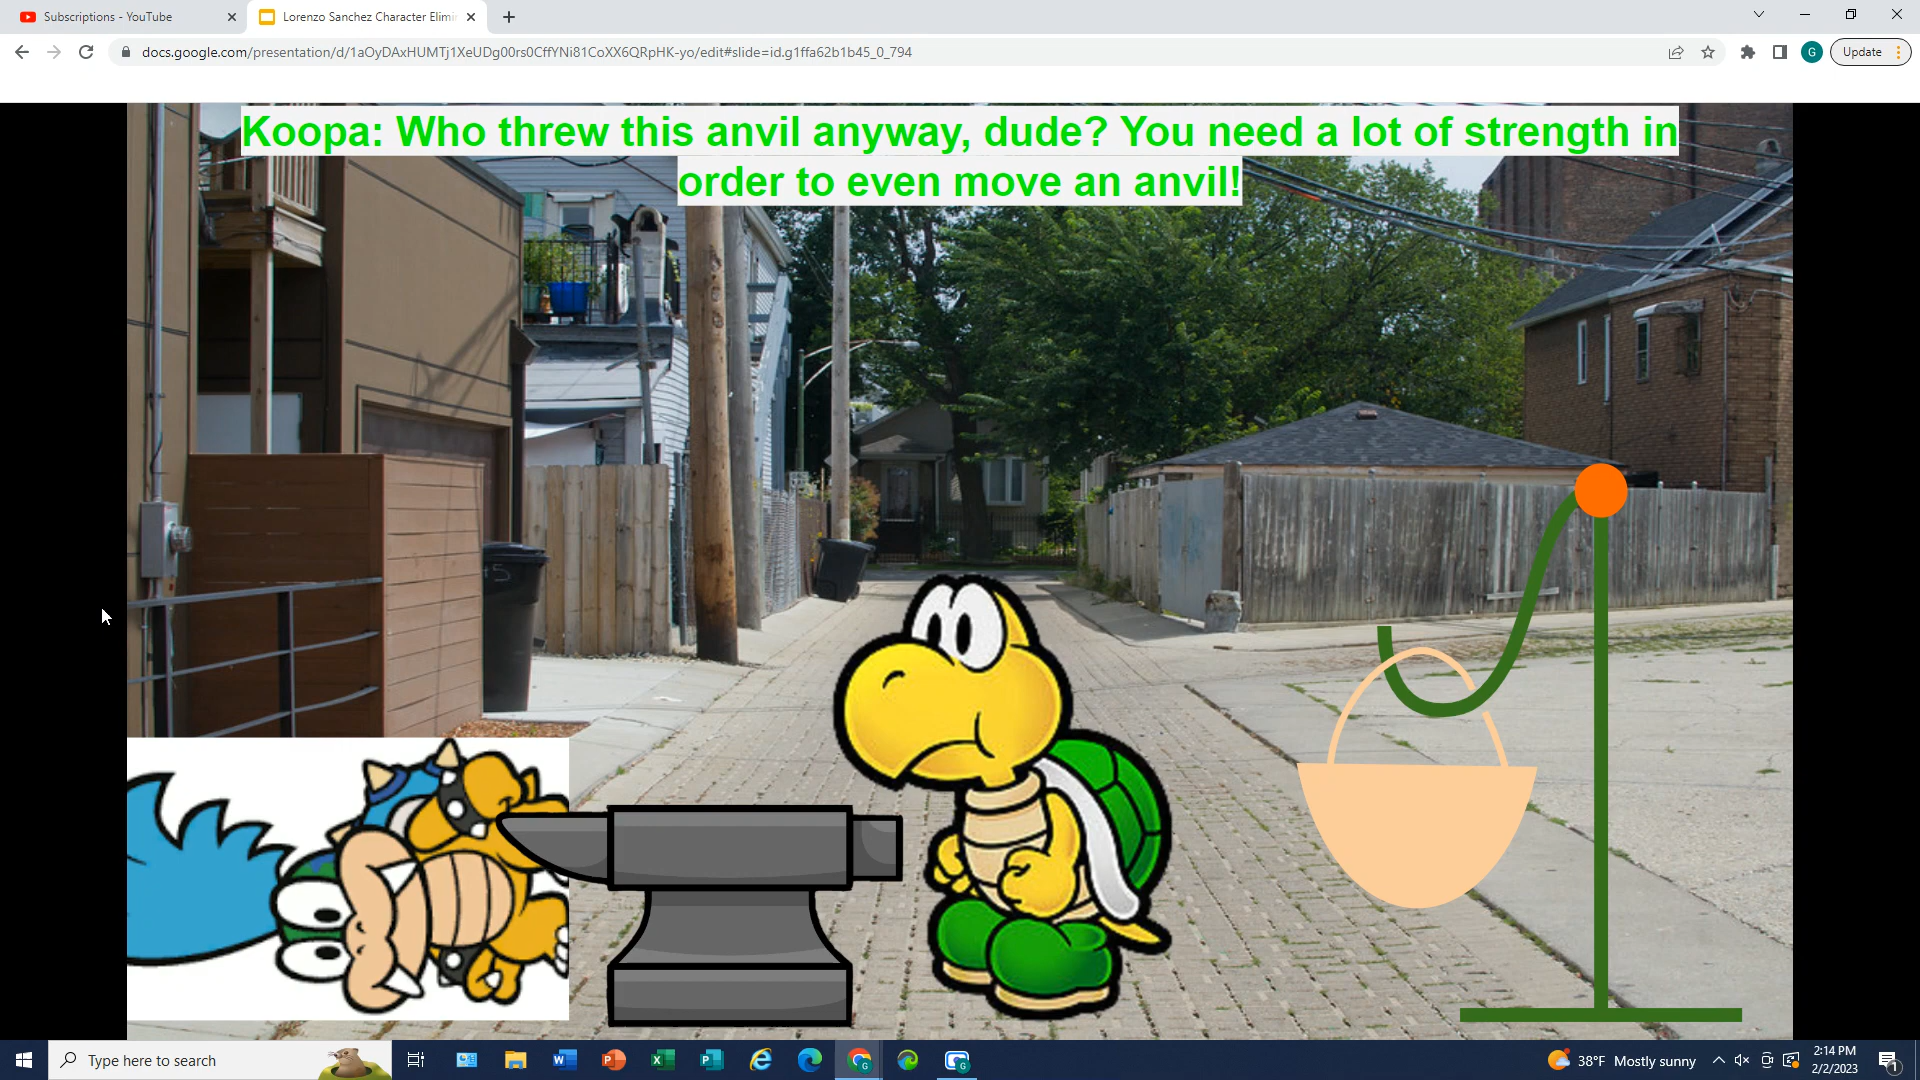 Subscriptions - YouTube
Lorenzo Sanchez Character Elimi
docs.google.com/presentation/d/1aOyDAxHUMTj1XeUDg00rs0CffYNi81CoXX6QRpHK-yo/edit#slide=id.g1ffa62b1b45_0_794
G
Update
Koopa: Who threw this anvil anyway, dude? You need a lot of strength in
order to even move an anvil!
Type here to search
38°F Mostly sunny
2:14 PM
2/2/2023
1